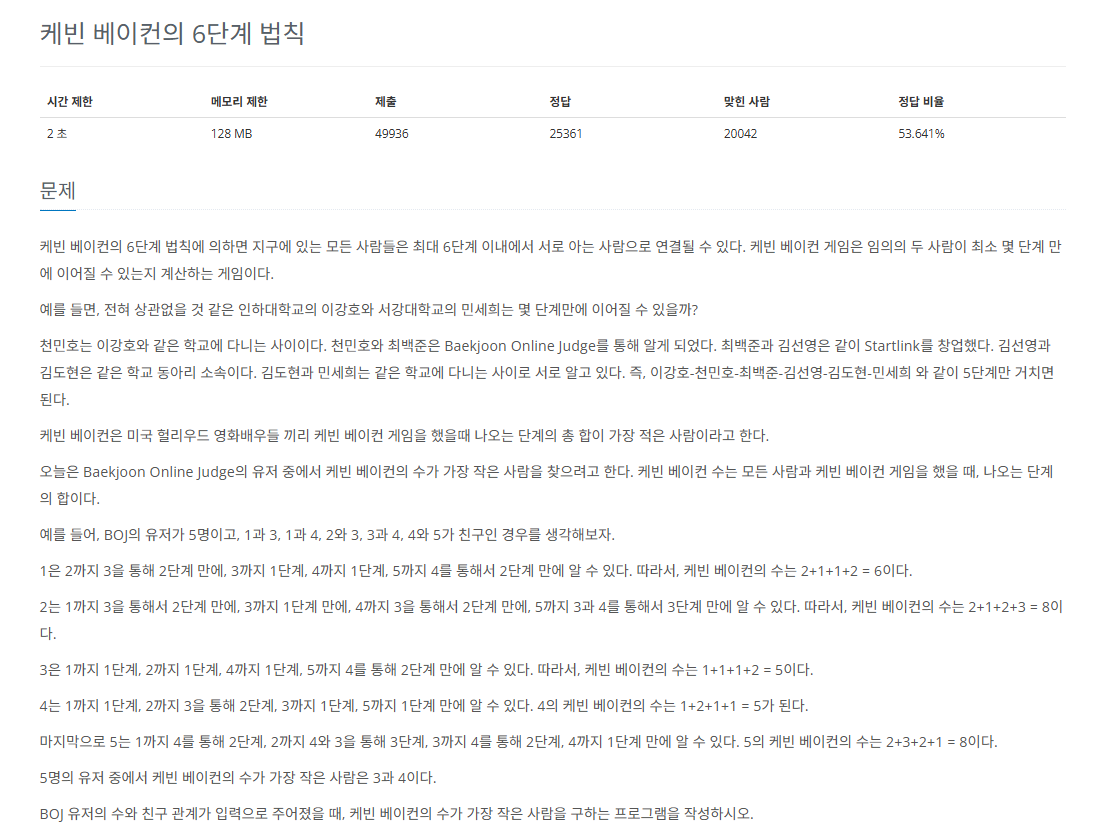 케빈 베이컨의 6단계 법칙
시간 제한 메모리 제한 제출 정답 맞힌 사람 정답 비율
2 초 128 MB 49936 25361 20042 53.641%
문제
케빈 베이컨의 6단계 법칙에 의하면 지구에 있는 모든 사람들은 최대 6단계 이내에서 서로 아는 사람으로 연결될 수 있다. 케빈 베이컨 게임은 임의의 두 사람이 최소 몇 단계 만
에 이어질 수 있는지 계산하는 게임이다.
예를 들면, 전혀 상관없을 것 같은 인하대학교의 이강호와 서강대학교의 민세희는 몇 단계만에 이어질 수 있을까?
천민호는 이강호와 같은 학교에 다니는 사이이다. 천민호와 최백준은 Baekjoon Online Judge를 통해 알게 되었다. 최백준과 김선영은 같이 Startlink를 창업했다. 김선영과
김도현은 같은 학교 동아리 소속이다. 김도현과 민세희는 같은 학교에 다니는 사이로 서로 알고 있다. 즉, 이강호-천민호-최백준-김선영-김도현-민세희 와 같이 5단계만 거치면
된다.
케빈 베이컨은 미국 헐리우드 영화배우들 끼리 케빈 베이컨 게임을 했을때 나오는 단계의 총 합이 가장 적은 사람이라고 한다.
오늘은 Baekjoon Online Judge의 유저 중에서 케빈 베이컨의 수가 가장 작은 사람을 찾으려고 한다. 케빈 베이컨 수는 모든 사람과 케빈 베이컨 게임을 했을 때, 나오는 단계
의 합이다.
예를 들어, BOJ의 유저가 5명이고, 1과 3, 1과 4, 2와 3, 3과 4, 4와 5가 친구인 경우를 생각해보자.
1은 2까지 3을 통해 2단계 만에, 3까지 1단계, 4까지 1단계, 5까지 4를 통해서 2단계 만에 알 수 있다. 따라서, 케빈 베이컨의 수는 2+1+1+2 = 6이다.
2는 1까지 3을 통해서 2단계 만에, 3까지 1단계 만에, 4까지 3을 통해서 2단계 만에, 5까지 3과 4를 통해서 3단계 만에 알 수 있다. 따라서, 케빈 베이컨의 수는 2+1+2+3 = 8이
다.
3은 1까지 1단계, 2까지 1단계, 4까지 1단계, 5까지 4를 통해 2단계 만에 알 수 있다. 따라서, 케빈 베이컨의 수는 1+1+1+2 = 5이다.
4는 1까지 1단계, 2까지 3을 통해 2단계, 3까지 1단계, 5까지 1단계 만에 알 수 있다. 4의 케빈 베이컨의 수는 1+2+1+1 = 5가 된다.
마지막으로 5는 1까지 4를 통해 2단계, 2까지 4와 3을 통해 3단계, 3까지 4를 통해 2단계, 4까지 1단계 만에 알 수 있다. 5의 케빈 베이컨의 수는 2+3+2+1 = 8이다.
5명의 유저 중에서 케빈 베이컨의 수가 가장 작은 사람은 3과 4이다.
BOJ 유저의 수와 친구 관계가 입력으로 주어졌을 때, 케빈 베이컨의 수가 가장 작은 사람을 구하는 프로그램을 작성하시오.